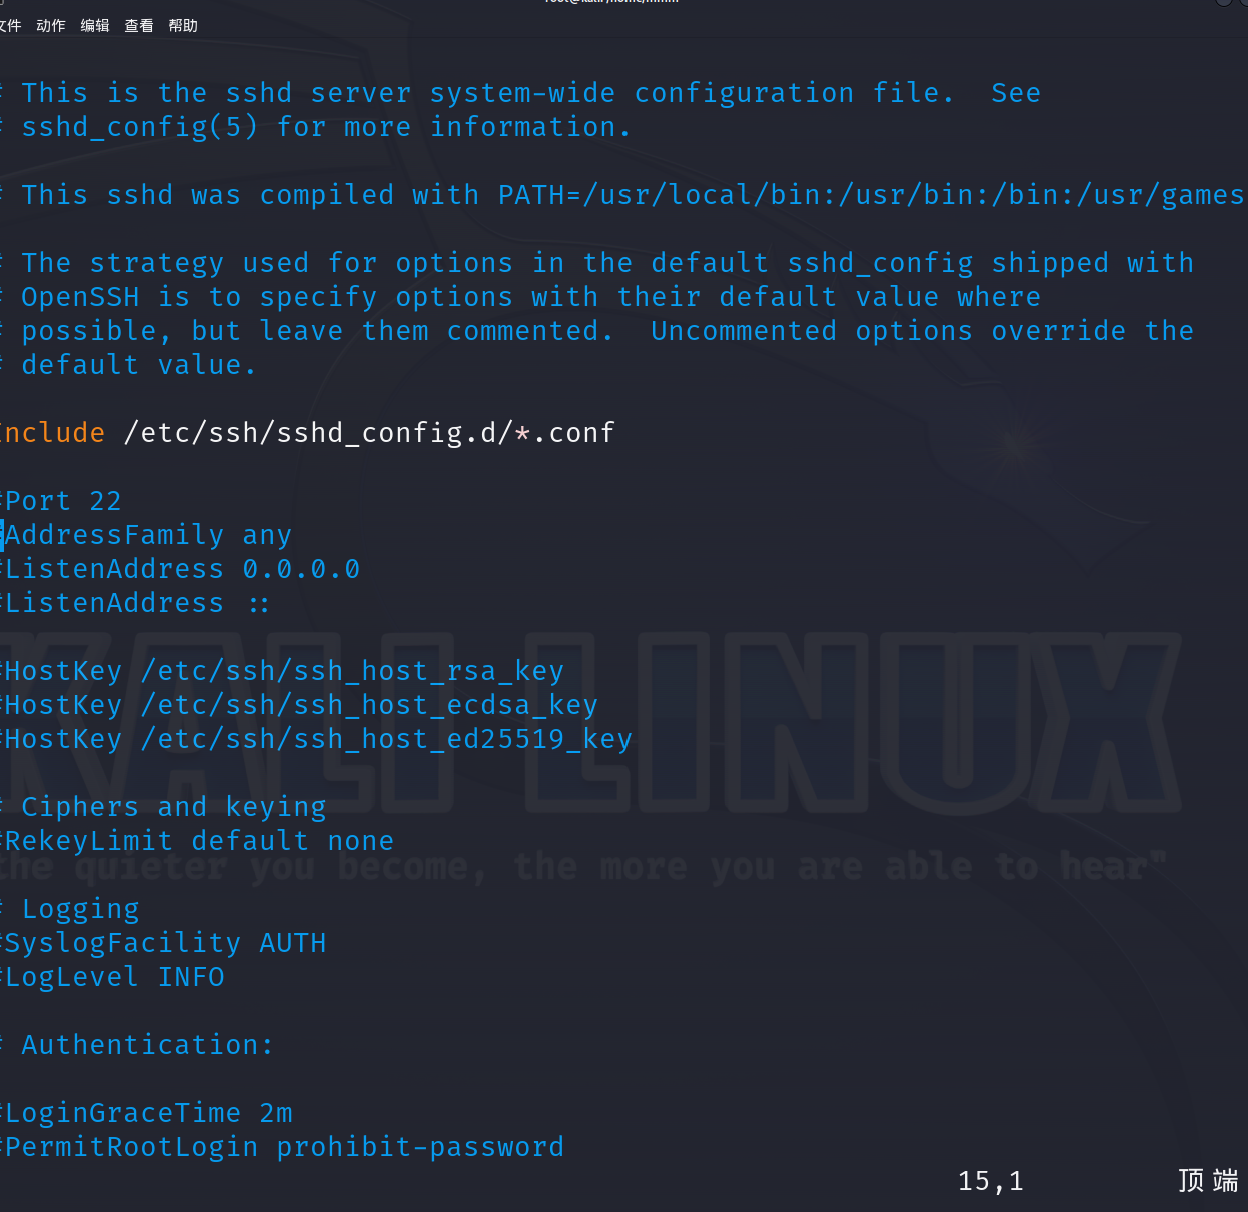 文件 动作 编辑 查看 帮助
# This is the sshd server system-wide configuration file.  See
# sshd_config(5) for more information.
# This sshd was compiled with PATH=/usr/local/bin:/usr/bin:/bin:/usr/games
# The strategy used for options in the default sshd_config shipped with
# OpenSSH is to specify options with their default value where
# possible, but leave them commented.  Uncommented options override the
# default value.
Include /etc/ssh/sshd_config.d/*.conf
#Port 22
#AddressFamily any
#ListenAddress 0.0.0.0
#ListenAddress ::
#HostKey /etc/ssh/ssh_host_rsa_key
#HostKey /etc/ssh/ssh_host_ecdsa_key
#HostKey /etc/ssh/ssh_host_ed25519_key
KALI LINUX
# Ciphers and keying
#RekeyLimit default none
the quieter you become, the more you are able to hear"
# Logging
#SyslogFacility AUTH
#LogLevel INFO
# Authentication:
#LoginGraceTime 2m
#PermitRootLogin prohibit-password
15,1 顶端